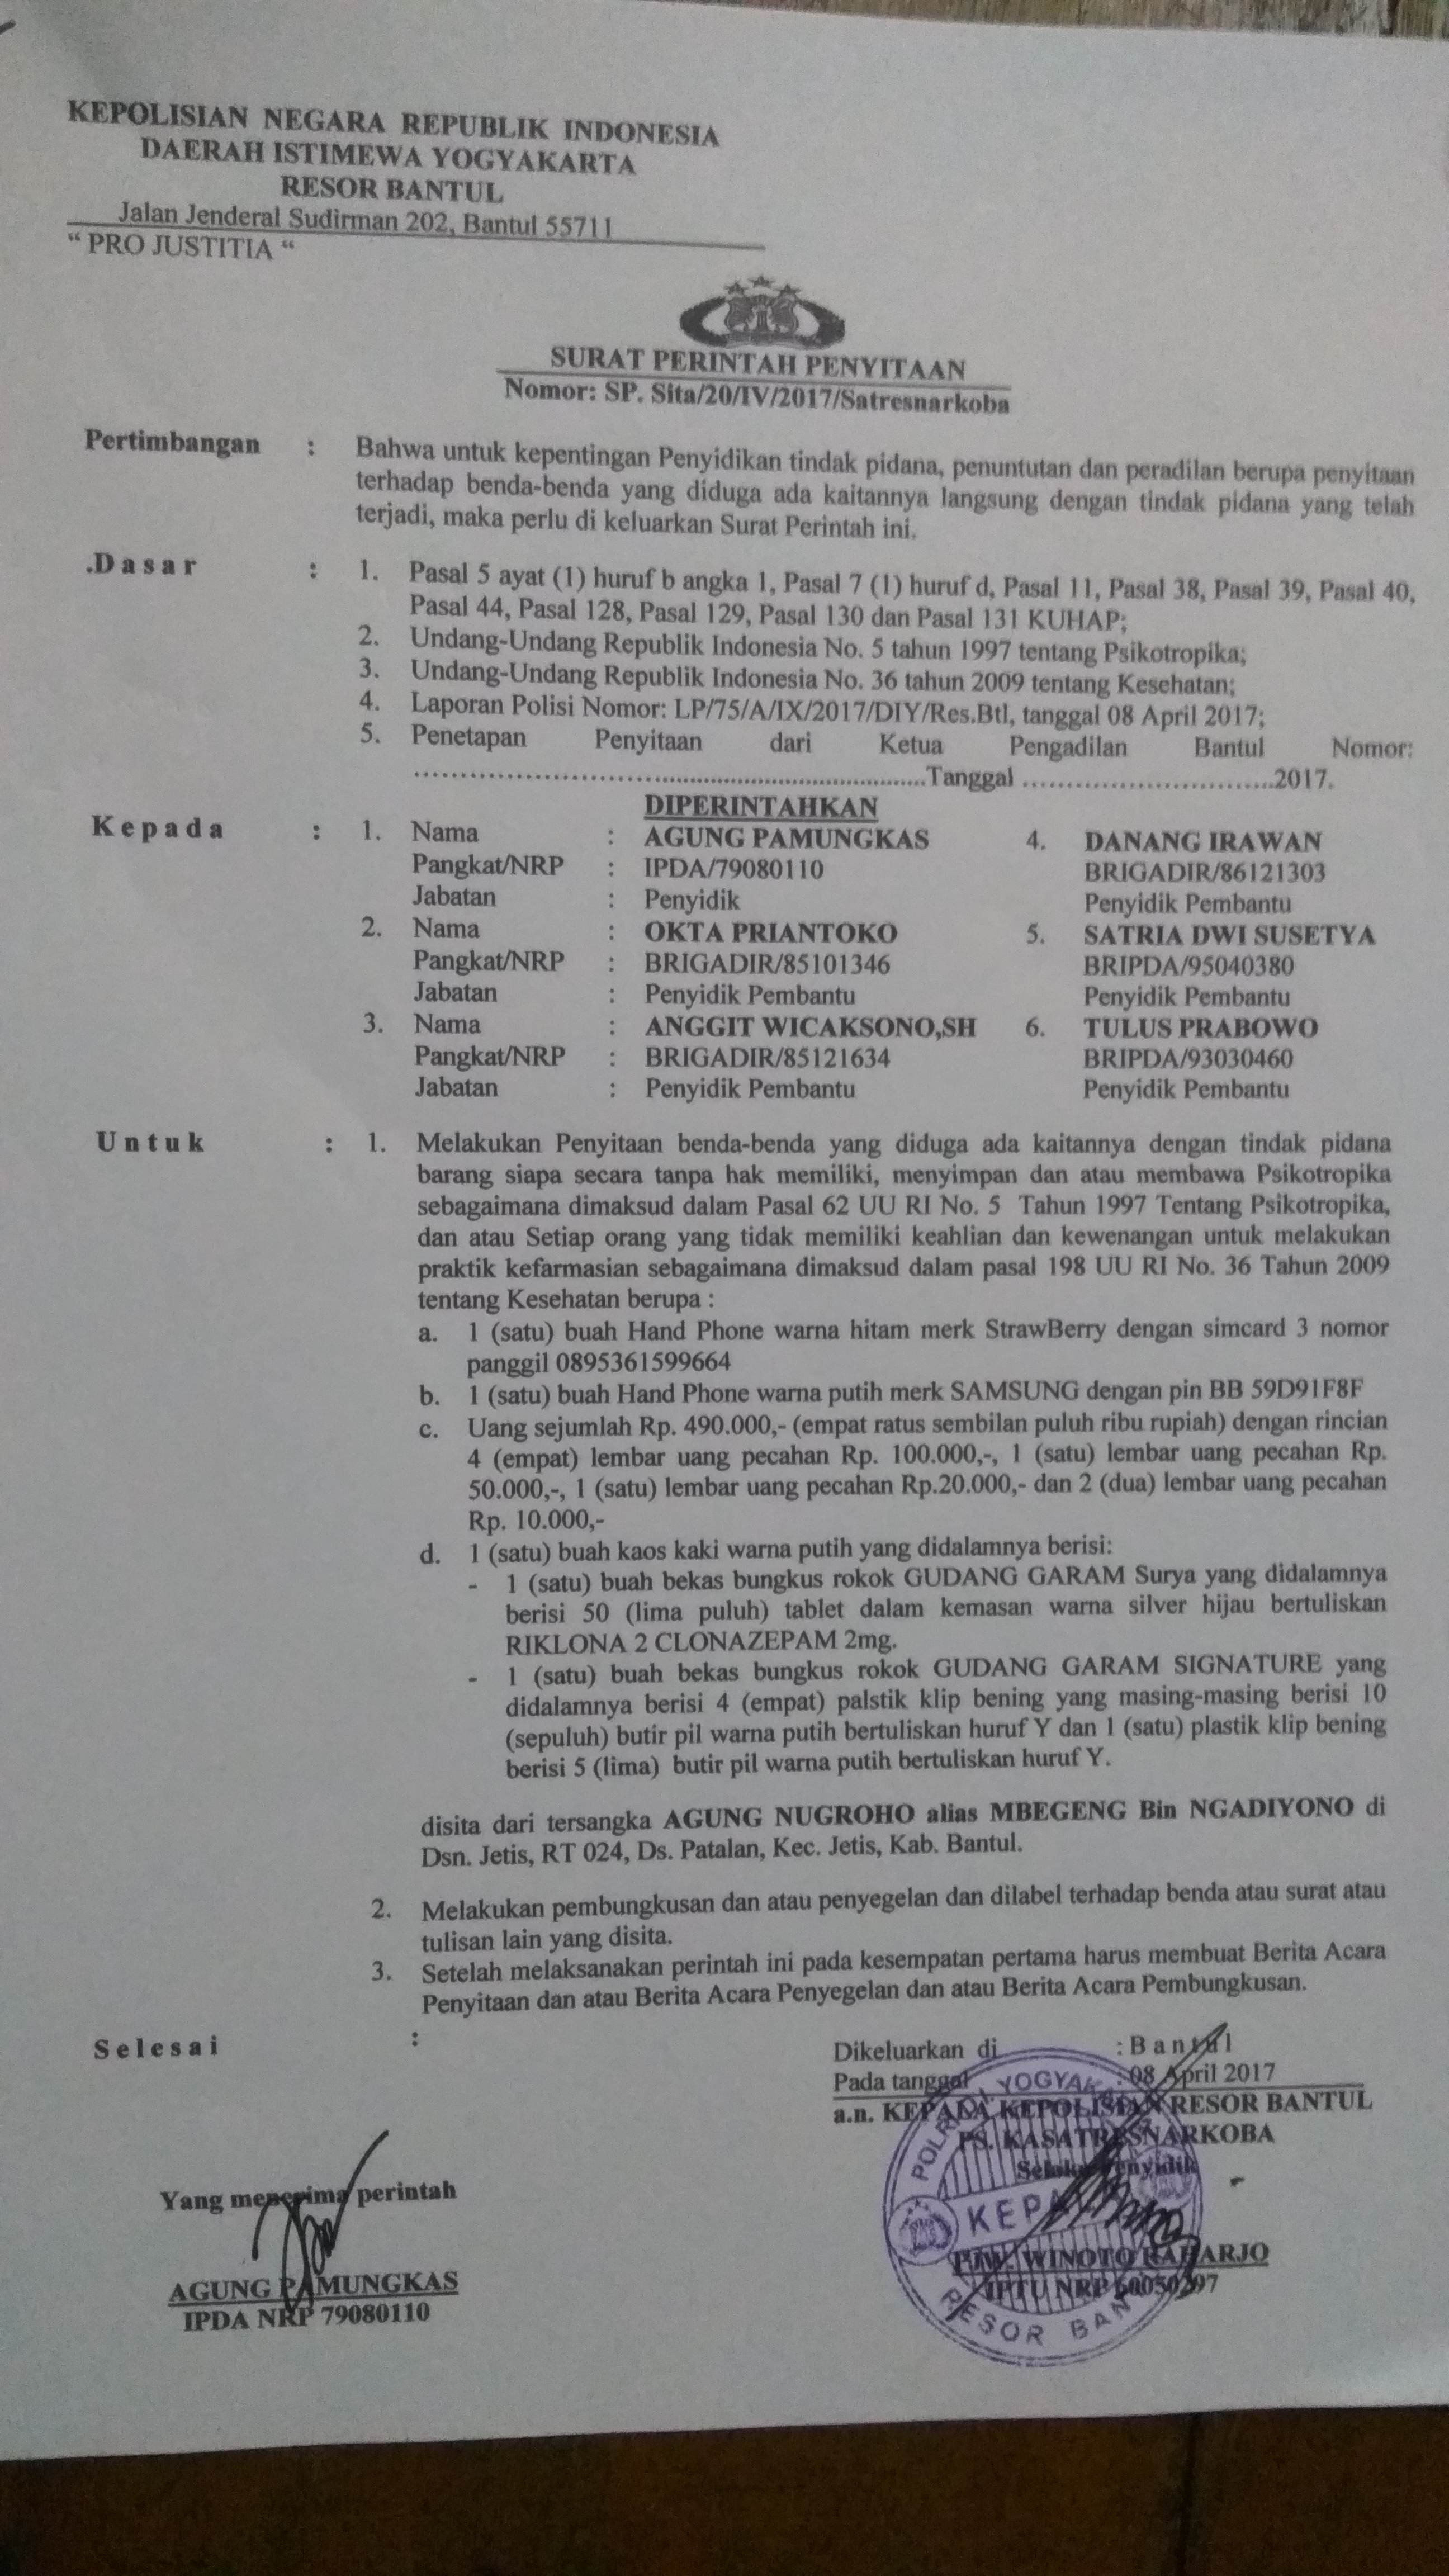 KEPOLISIAN NEGARA REPUBLIK INDONESIA
DAERAH ISTIMEWA YOGYAKARTA
RESOR BANTUL
Jalan Jenderal Sudirman 202, Bantul 55711
“ PRO JUSTITIA “
SURAT PERINTAH PENYITAAN
Nomor: SP. Sita/20/IV/2017/Satresnarkoba
Pertimbangan : Bahwa untuk kepentingan Penyidikan tindak pidana, penuntutan dan peradilan berupa penyitaan
terhadap benda-benda yang diduga ada kaitannya langsung dengan tindak pidana yang telah
terjadi, maka perlu di keluarkan Surat Perintah ini.
.Dasar : 1. Pasal 5 ayat (1) huruf b angka 1, Pasal 7 (1) huruf d, Pasal 11, Pasal 38, Pasal 39, Pasal 40,
Pasal 44, Pasal 128, Pasal 129, Pasal 130 dan Pasal 131 KUHAP;
2. Undang-Undang Republik Indonesia No. 5 tahun 1997 tentang Psikotropika;
3. Undang-Undang Republik Indonesia No. 36 tahun 2009 tentang Kesehatan;
4. Laporan Polisi Nomor: LP/75/A/IX/2017/DIY/Res.Btl, tanggal 08 April 2017;
5. Penetapan Penyitaan dari Ketua Pengadilan Bantul Nomor:
..................................................................Tanggal ................................2017.
DIPERINTAHKAN
Kepada : 1. Nama : AGUNG PAMUNGKAS 4. DANANG IRAWAN
Pangkat/NRP : IPDA/79080110 BRIGADIR/86121303
Jabatan : Penyidik Penyidik Pembantu
2. Nama : OKTA PRIANTOKO 5. SATRIA DWI SUSETYA
Pangkat/NRP : BRIGADIR/85101346 BRIPDA/95040380
Jabatan : Penyidik Pembantu Penyidik Pembantu
3. Nama : ANGGIT WICAKSONO,SH 6. TULUS PRABOWO
Pangkat/NRP : BRIGADIR/85121634 BRIPDA/93030460
Jabatan : Penyidik Pembantu Penyidik Pembantu
Untuk : 1. Melakukan Penyitaan benda-benda yang diduga ada kaitannya dengan tindak pidana
barang siapa secara tanpa hak memiliki, menyimpan dan atau membawa Psikotropika
sebagaimana dimaksud dalam Pasal 62 UU RI No. 5 Tahun 1997 Tentang Psikotropika,
dan atau Setiap orang yang tidak memiliki keahlian dan kewenangan untuk melakukan
praktik kefarmasian sebagaimana dimaksud dalam pasal 198 UU RI No. 36 Tahun 2009
tentang Kesehatan berupa :
a. 1 (satu) buah Hand Phone warna hitam merk StrawBerry dengan simcard 3 nomor
panggil 0895361599664
b. 1 (satu) buah Hand Phone warna putih merk SAMSUNG dengan pin BB 59D91F8F
c. Uang sejumlah Rp. 490.000,- (empat ratus sembilan puluh ribu rupiah) dengan rincian
4 (empat) lembar uang pecahan Rp. 100.000,-, 1 (satu) lembar uang pecahan Rp.
50.000,-, 1 (satu) lembar uang pecahan Rp.20.000,- dan 2 (dua) lembar uang pecahan
Rp. 10.000,-
d. 1 (satu) buah kaos kaki warna putih yang didalamnya berisi:
- 1 (satu) buah bekas bungkus rokok GUDANG GARAM Surya yang didalamnya
berisi 50 (lima puluh) tablet dalam kemasan warna silver hijau bertuliskan
RIKLONA 2 CLONAZEPAM 2mg.
- 1 (satu) buah bekas bungkus rokok GUDANG GARAM SIGNATURE yang
didalamnya berisi 4 (empat) palstik klip bening yang masing-masing berisi 10
(sepuluh) butir pil warna putih bertuliskan huruf Y dan 1 (satu) plastik klip bening
berisi 5 (lima) butir pil warna putih bertuliskan huruf Y.
disita dari tersangka AGUNG NUGROHO alias MBEGENG Bin NGADIYONO di
Dsn. Jetis, RT 024, Ds. Patalan, Kec. Jetis, Kab. Bantul.
2. Melakukan pembungkusan dan atau penyegelan dan dilabel terhadap benda atau surat atau
tulisan lain yang disita.
3. Setelah melaksanakan perintah ini pada kesempatan pertama harus membuat Berita Acara
Penyitaan dan atau Berita Acara Penyegelan dan atau Berita Acara Pembungkusan.
Selesai :
Dikeluarkan di : Bantul
Pada tanggal : 08 April 2017
a.n. KEPALA KEPOLISIAN RESOR BANTUL
PS. KASATRESNARKOBA
Selaku Penyidik
Yang menerima perintah
KEPALA
WINOTO RAHARJO
IPTU NRP
AGUNG PAMUNGKAS
IPDA NRP 79080110
RESOR BANTUL